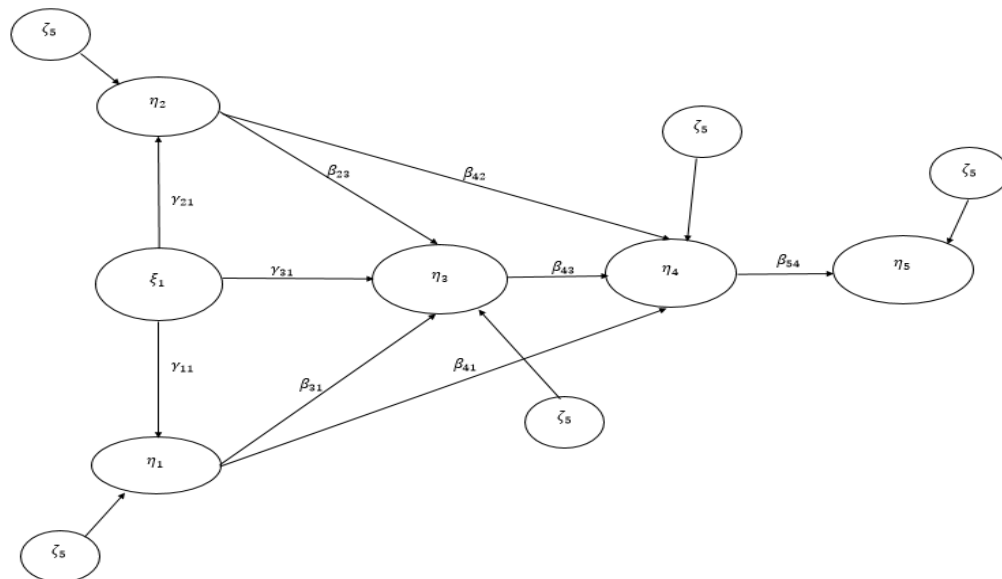 ζ₅
η₂
ζ₅
ζ₅
β₂₃
β₄₂
γ₂₁
ξ₁
γ₃₁
η₃
β₄₃
η₄
β₅₄
η₅
γ₁₁
β₃₁
β₄₁
ζ₅
η₁
ζ₅